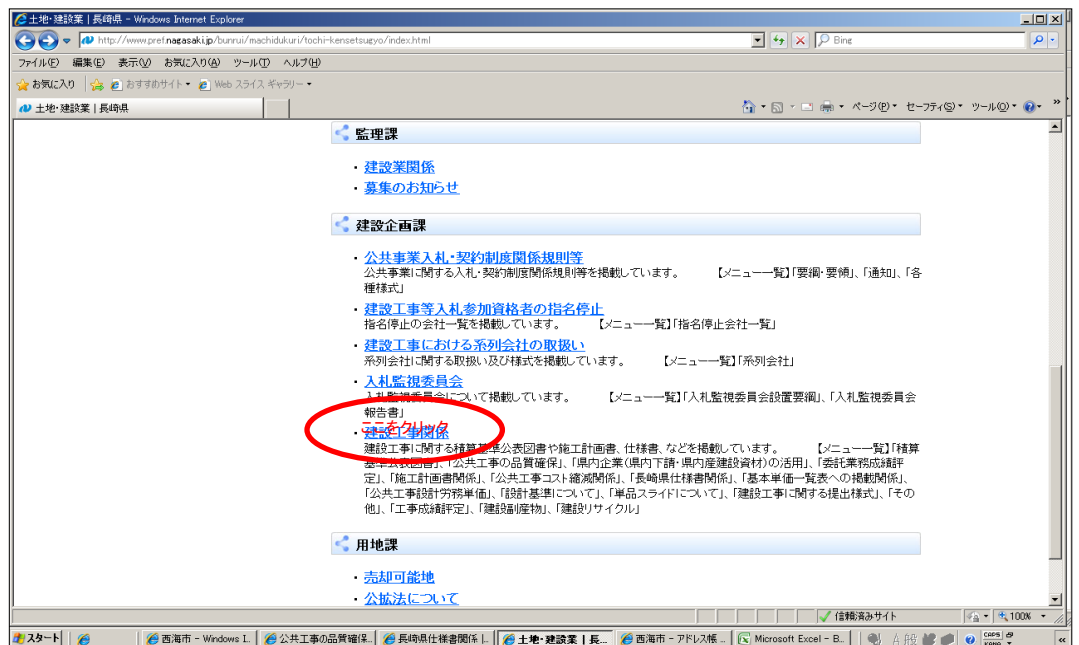 土地・建設業 | 長崎県 - Windows Internet Explorer
http://www.pref.nagasaki.jp/bunrui/machidukuri/tochi-kensetsugyo/index.html
Bing
ファイル(F) 編集(E) 表示(V) お気に入り(A) ツール(T) ヘルプ(H)
お気に入り おすすめサイト Web スライス ギャラリー
土地・建設業 | 長崎県
ページ(P) セーフティ(S) ツール(O)
監理課
・建設業関係
・募集のお知らせ
建設企画課
・公共事業入札・契約制度関係規則等
公共事業に関する入札・契約制度関係規則等を掲載しています。 【メニュー一覧】「要綱・要領」、「通知」、「各
種様式」
・建設工事等入札参加資格者の指名停止
指名停止の会社一覧を掲載しています。 【メニュー一覧】「指名停止会社一覧」
・建設工事における系列会社の取扱い
系列会社に関する取扱い及び様式を掲載しています。 【メニュー一覧】「系列会社」
・入札監視委員会
入札監視委員会について掲載しています。 【メニュー一覧】「入札監視委員会設置要綱」、「入札監視委員会
報告書」
ここをクリック
・建設工事関係
建設工事に関する積算基準公表図書や施工計画書、仕様書、などを掲載しています。 【メニュー一覧】「積算
基準公表図書」、「公共工事の品質確保」、「県内企業(県内下請・県内産建設資材)の活用」、「委託業務成績評
定」、「施工計画書関係」、「公共工事コスト縮減関係」、「長崎県仕様書関係」、「基本単価一覧表への掲載関係」、
「公共工事設計労務単価」、「設計基準について」、「単品スライドについて」、「建設工事に関する提出様式」、「その
他」、「工事成績評定」、「建設副産物」、「建設リサイクル」
用地課
・売却可能地
・公拡法について
信頼済みサイト 100%
スタート 西海市 - Windows I... 公共工事の品質確保... 長崎県仕様書関係 |... 土地・建設業 | 長... 西海市 - アドレス帳 ... Microsoft Excel - B... A 般 CAPS KANA